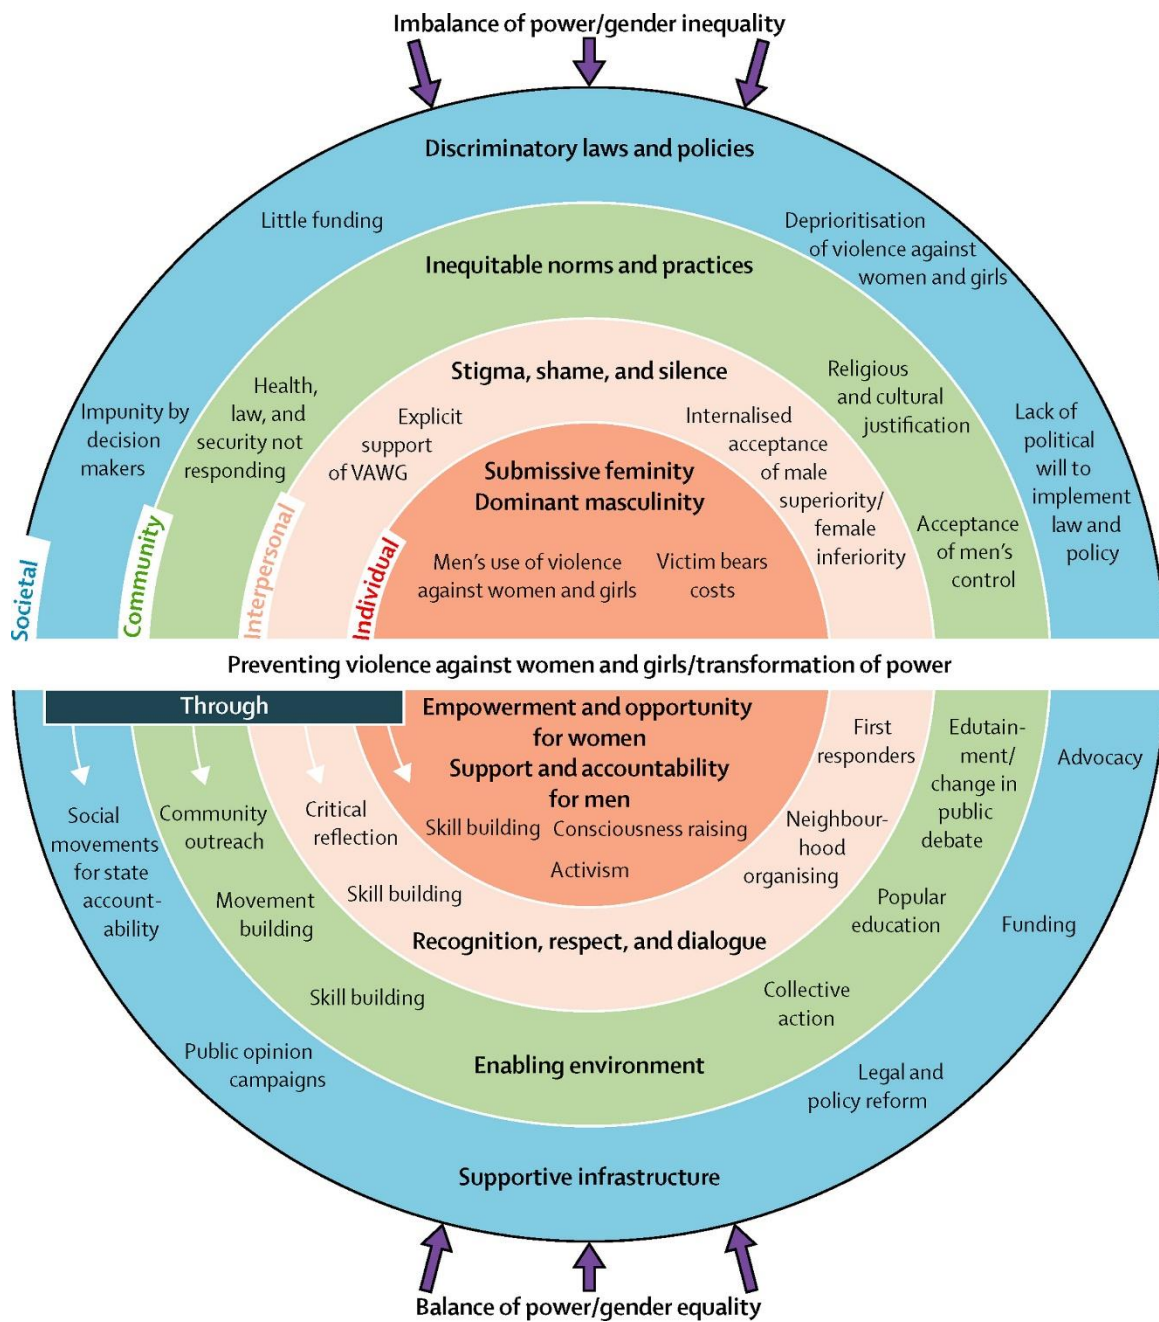 Imbalance of power/gender inequality
Discriminatory laws and policies
Little funding
Deprioritisation
of violence against
women and girls
Impunity by
decision
makers
Lack of
political
will to
implement
law and
policy
Inequitable norms and practices
Health,
law, and
security not
responding
Religious
and cultural
justification
Acceptance
of men's
control
Stigma, shame, and silence
Explicit
support
of VAWG
Internalised
acceptance
of male
superiority/
female
inferiority
Submissive feminity
Dominant masculinity
Men's use of violence
against women and girls
Victim bears
costs
Societal
Community
Interpersonal
Individual
Preventing violence against women and girls/transformation of power
Through
Empowerment and opportunity
for women
Support and accountability
for men
Skill building
Consciousness raising
Activism
Critical
reflection
Skill building
First
responders
Neighbour-
hood
organising
Recognition, respect, and dialogue
Community
outreach
Movement
building
Skill building
Edutain-
ment/
change in
public
debate
Popular
education
Collective
action
Enabling environment
Social
movements
for state
account-
ability
Public opinion
campaigns
Advocacy
Funding
Legal and
policy reform
Supportive infrastructure
Balance of power/gender equality